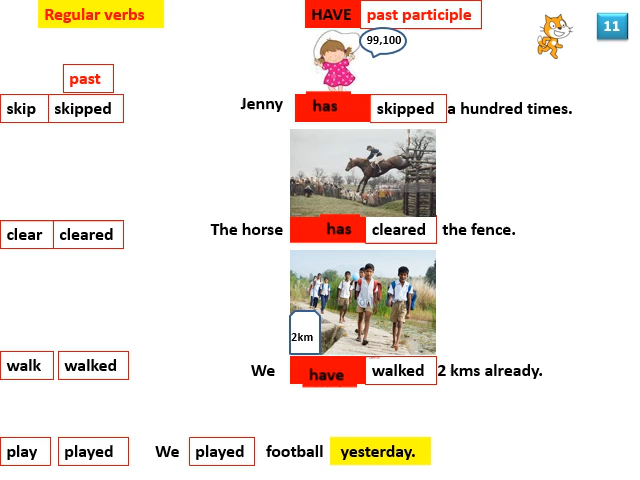 Regular verbs
HAVE past participle
11
99,100
past
skip skipped
Jenny has skipped a hundred times.
clear cleared
The horse has cleared the fence.
2km
walk walked
We have walked 2 kms already.
play played
We played football yesterday.